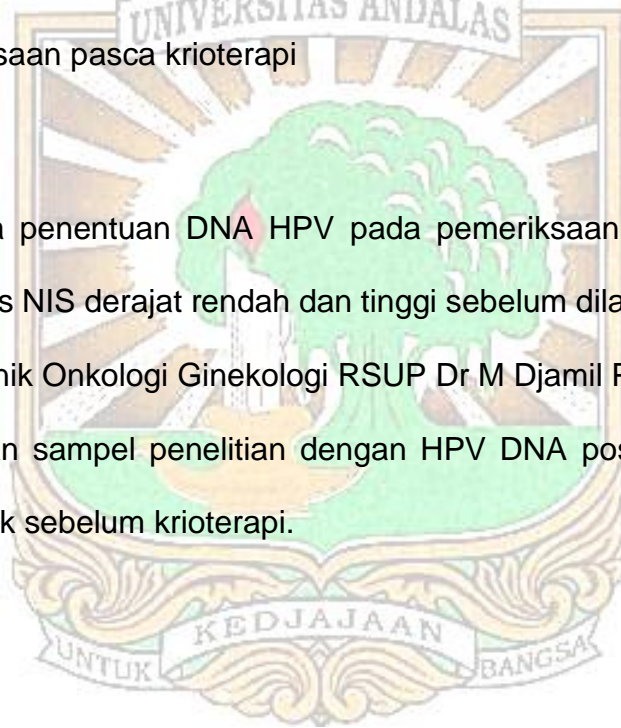 UNIVERSITAS ANDALAS
saan pasca krioterapi
penentuan DNA HPV pada pemeriksaan
s NIS derajat rendah dan tinggi sebelum dila
nik Onkologi Ginekologi RSUP Dr M Djamil P
n sampel penelitian dengan HPV DNA pos
k sebelum krioterapi.
KEDJAJAAN
UNTUK
BANGSA